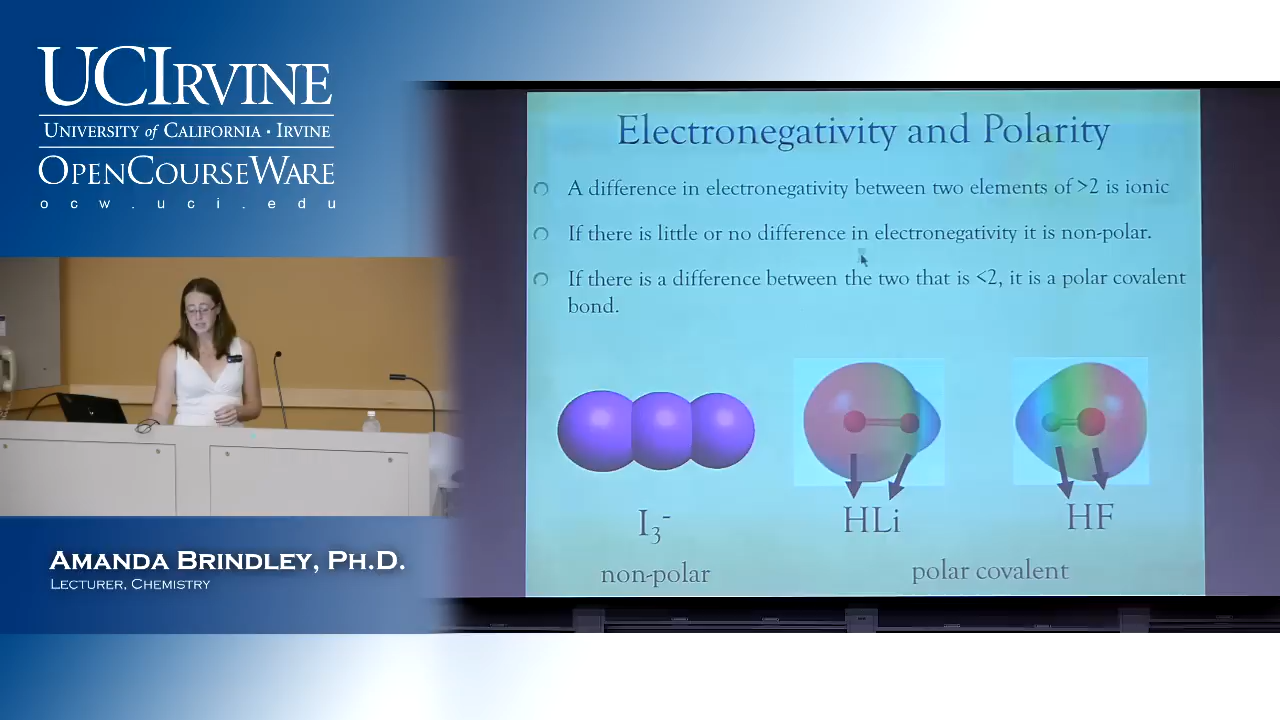 UCIRVINE
UNIVERSITY of CALIFORNIA · IRVINE
OPENCOURSEWARE
ocw.uci.edu
AMANDA BRINDLEY, PH.D.
LECTURER, CHEMISTRY
Electronegativity and Polarity
A difference in electronegativity between two elements of >2 is ionic
If there is little or no difference in electronegativity it is non-polar.
If there is a difference between the two that is <2, it is a polar covalent
bond.
I₃⁻
HLi
HF
non-polar
polar covalent